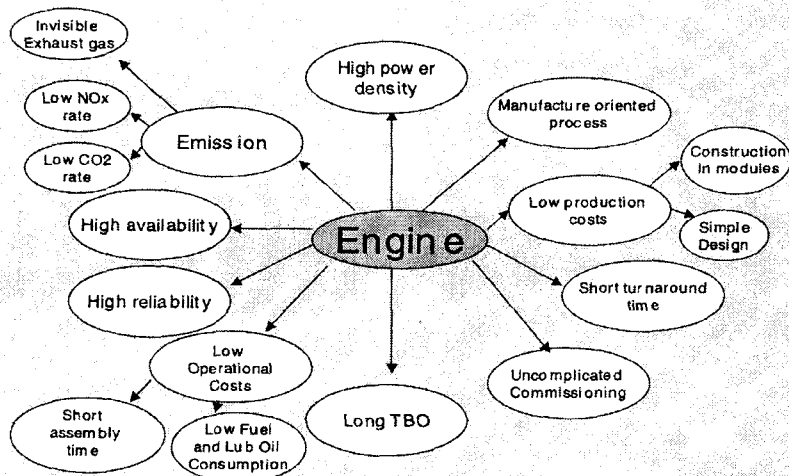 Invisible
Exhaust gas
High power
density
Low NOx
rate
Manufacture oriented
process
Emission
Low CO2
rate
Construction
In modules
High availability
Low production
costs
Simple
Design
Engine
High reliability
Short turnaround
time
Low
Operational
Costs
Uncomplicated
Commissioning
Short
assembly
time
Low Fuel
and Lub Oil
Consumption
Long TBO